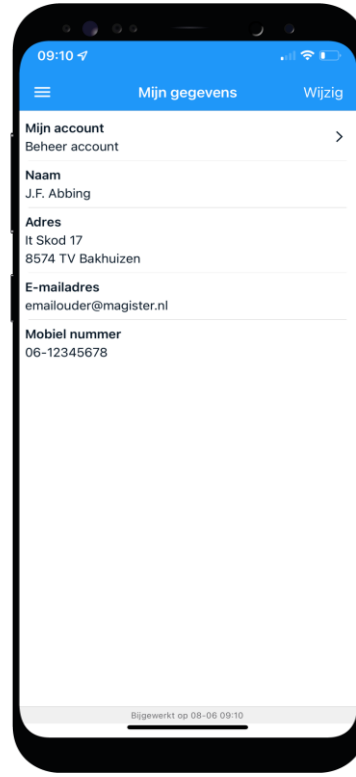 09:10
Mijn gegevens
Wijzig
Mijn account
Beheer account
Naam
J.F. Abbing
Adres
It Skod 17
8574 TV Bakhuizen
E-mailadres
emailouder@magister.nl
Mobiel nummer
06-12345678
Bijgewerkt op 08-06 09:10